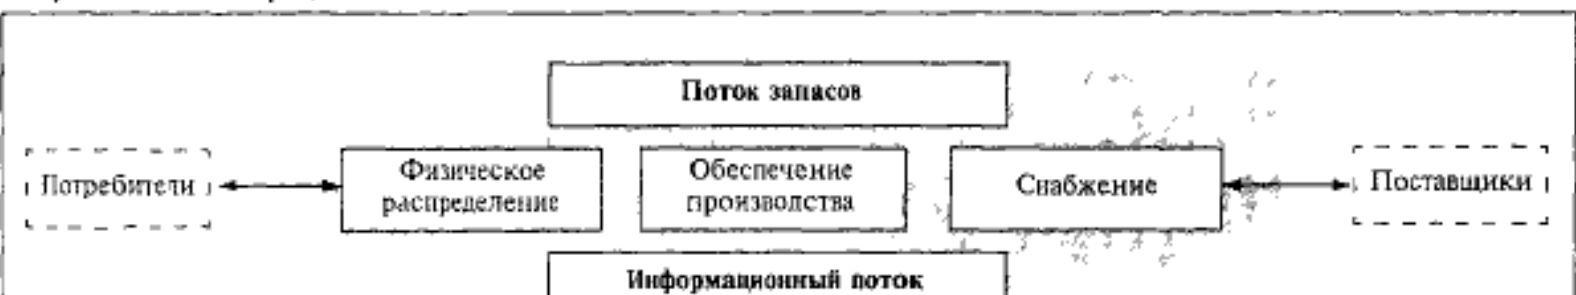 Поток запасов
Потребители
Физическое
распределение
Обеспечение
производства
Снабжение
Поставщики
Информационный поток